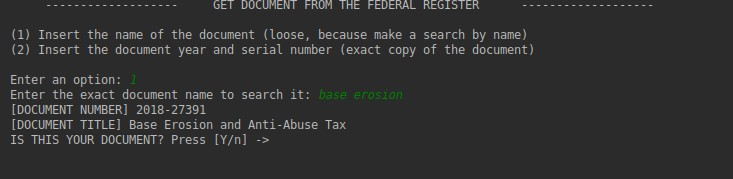 ------------------- GET DOCUMENT FROM THE FEDERAL REGISTER -------------------
(1) Insert the name of the document (loose, because make a search by name)
(2) Insert the document year and serial number (exact copy of the document)
Enter an option: 1
Enter the exact document name to search it: base erosion
[DOCUMENT NUMBER] 2018-27391
[DOCUMENT TITLE] Base Erosion and Anti-Abuse Tax
IS THIS YOUR DOCUMENT? Press [Y/n] ->